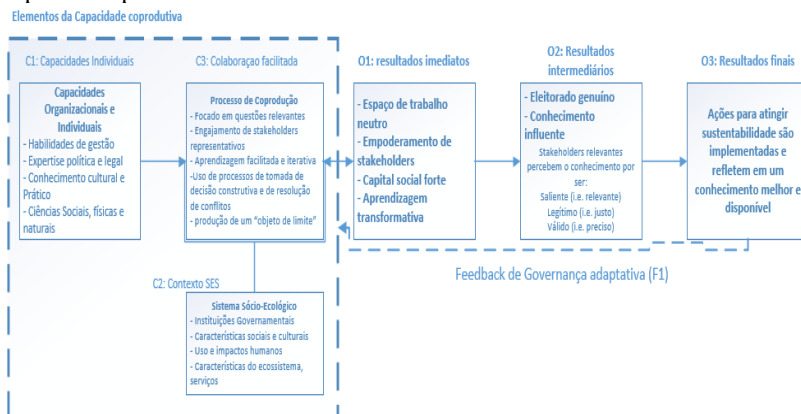 Elementos da Capacidade coprodutiva
C1: Capacidades Individuais
Capacidades
Organizacionais e
Individuais
- Habilidades de gestão
- Expertise política e legal
- Conhecimento cultural e
Prático
- Ciências Sociais, físicas e
naturais
C3: Colaboraçao facilitada
Processo de Coprodução
- Focado em questões relevantes
- Engajamento de stakeholders
representativos
- Aprendizagem facilitada e iterativa
-Uso de processos de tomada de
decisão construtiva e de resolução
de conflitos
- produção de um "objeto de limite"
C2: Contexto SES
Sistema Sócio-Ecológico
- Instituições Governamentais
- Características sociais e culturais
- Uso e impactos humanos
- Características do ecossistema,
serviços
O1: resultados imediatos
- Espaço de trabalho
neutro
- Empoderamento de
stakeholders
- Capital social forte
- Aprendizagem
transformativa
O2: Resultados
intermediários
- Eleitorado genuíno
- Conhecimento
influente
Stakeholders relevantes
percebem o conhecimento por
ser:
Saliente (i.e. relevante)
Legítimo (i.e. justo)
Válido (i.e. preciso)
O3: Resultados finais
Ações para atingir
sustentabilidade são
implementadas e
refletem em um
conhecimento melhor e
disponível
Feedback de Governança adaptativa (F1)